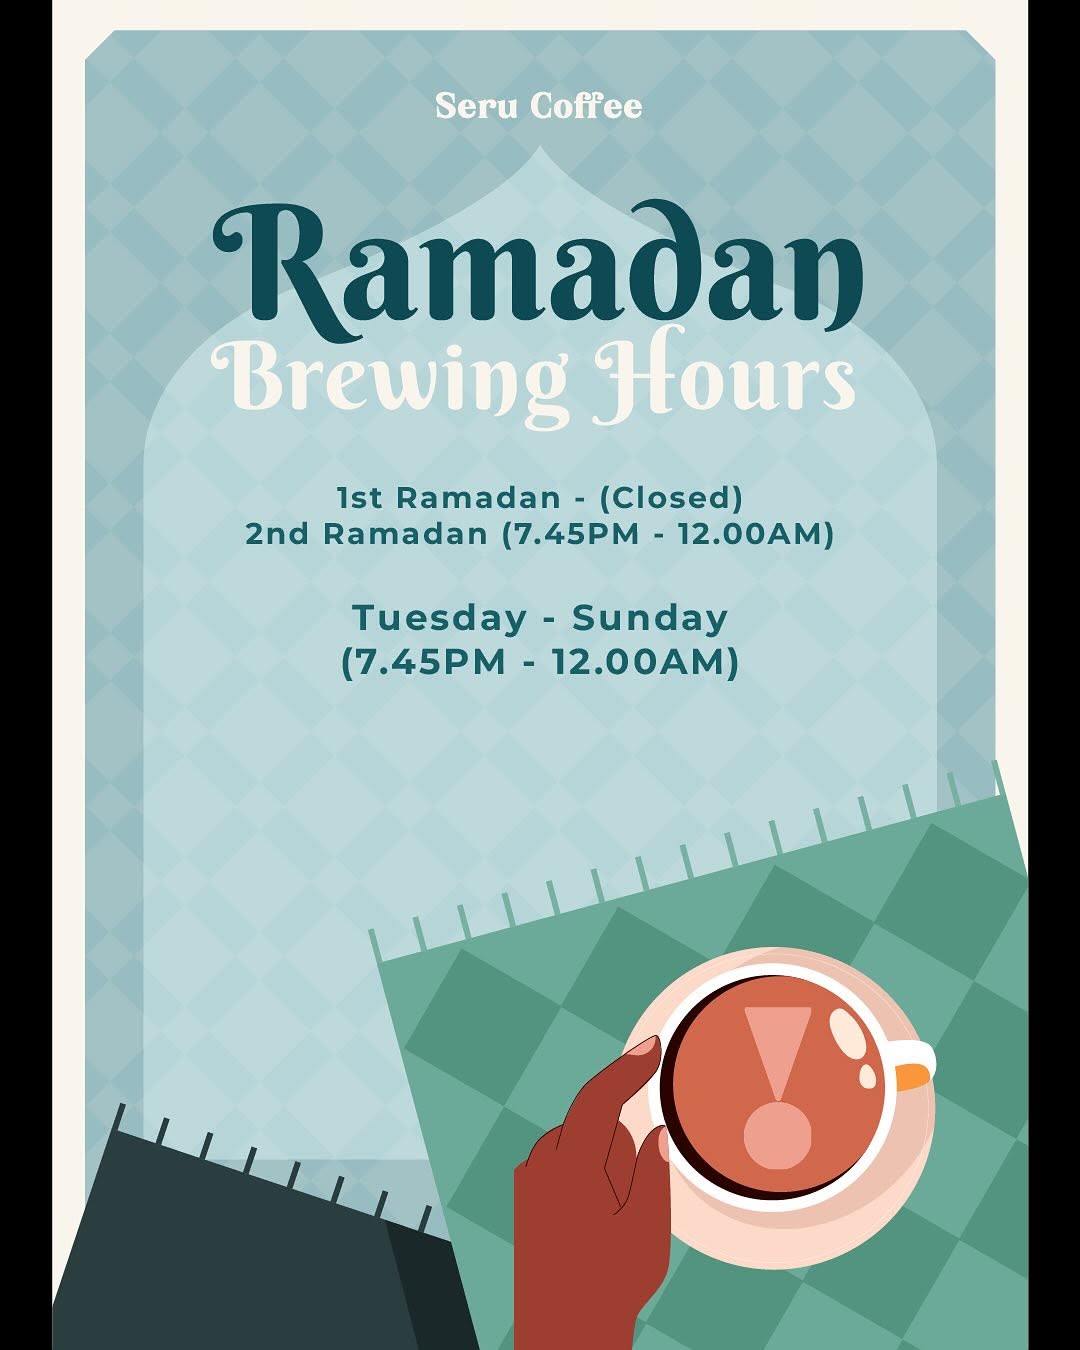 Seru Coffee
Ramadan
Brewing Hours
1st Ramadan - (Closed)
2nd Ramadan (7.45PM - 12.00AM)
Tuesday - Sunday
(7.45PM - 12.00AM)